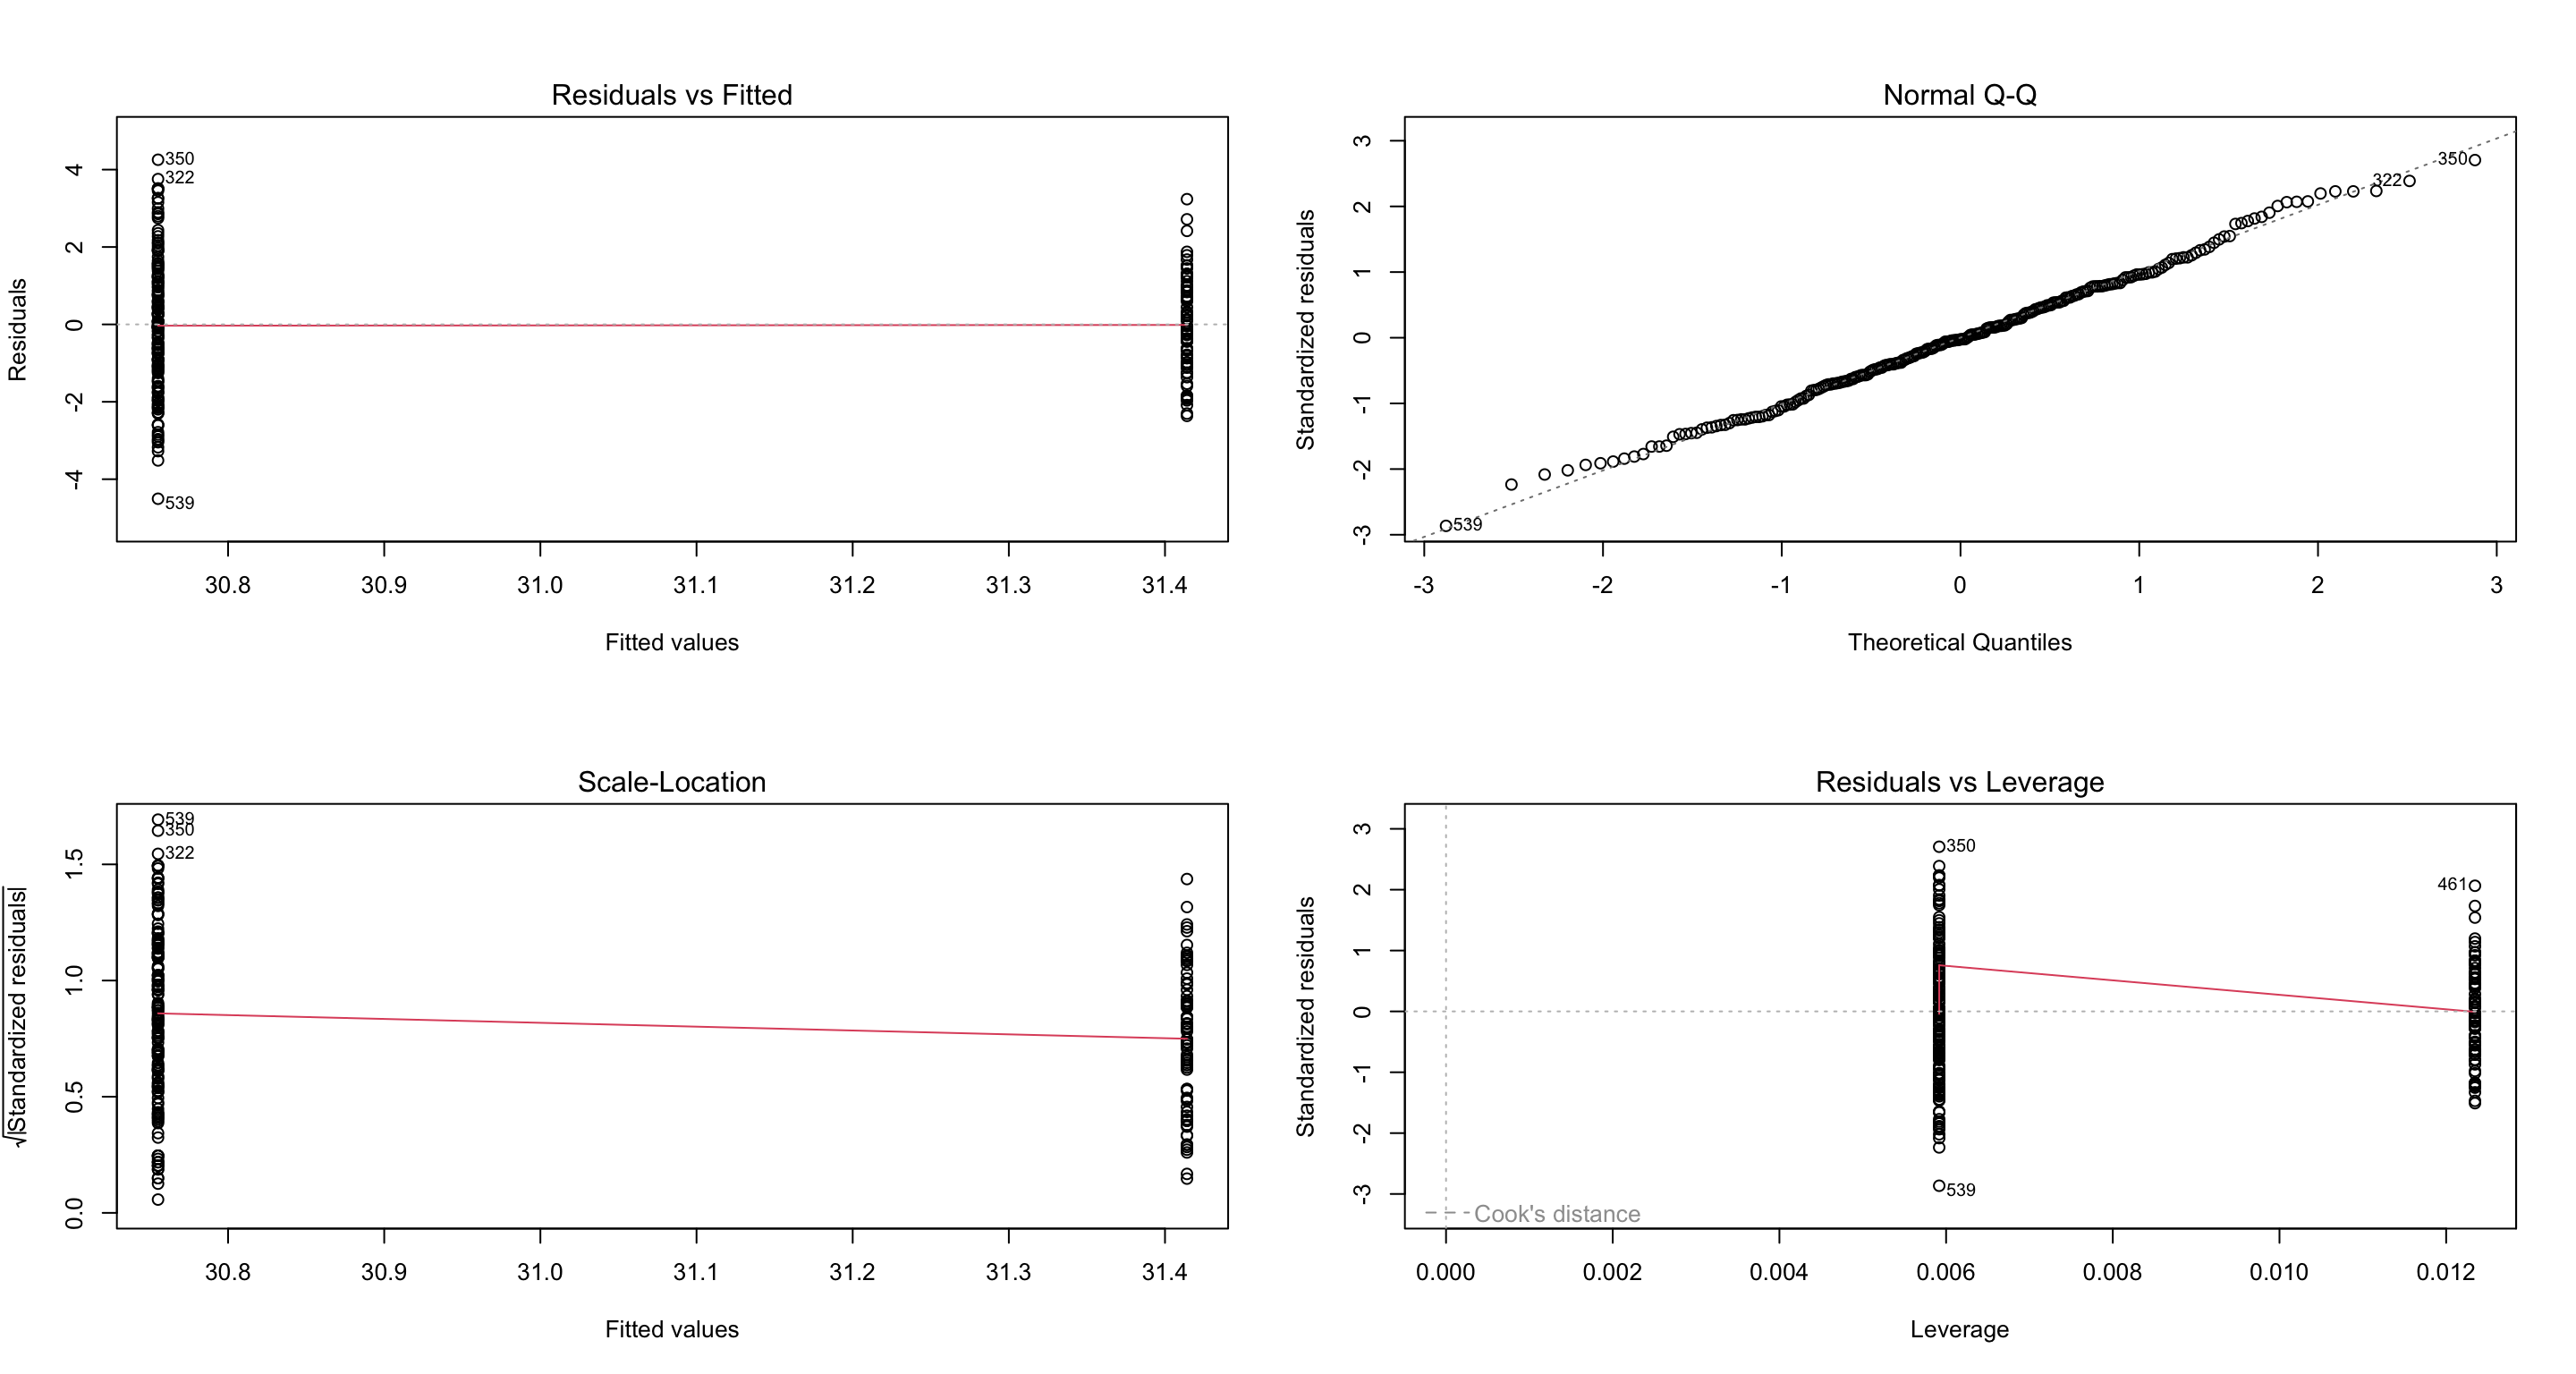 Residuals vs Fitted
Residuals
4
2
0
-2
-4
350
322
539
30.8 30.9 31.0 31.1 31.2 31.3 31.4
Fitted values
Normal Q-Q
Standardized residuals
3
2
1
0
-1
-2
-3
350
322
539
-3 -2 -1 0 1 2 3
Theoretical Quantiles
Scale-Location
√|Standardized residuals|
1.5
1.0
0.5
0.0
539
350
322
30.8 30.9 31.0 31.1 31.2 31.3 31.4
Fitted values
Residuals vs Leverage
Standardized residuals
3
2
1
0
-1
-2
-3
350
461
539
Cook's distance
0.000 0.002 0.004 0.006 0.008 0.010 0.012
Leverage